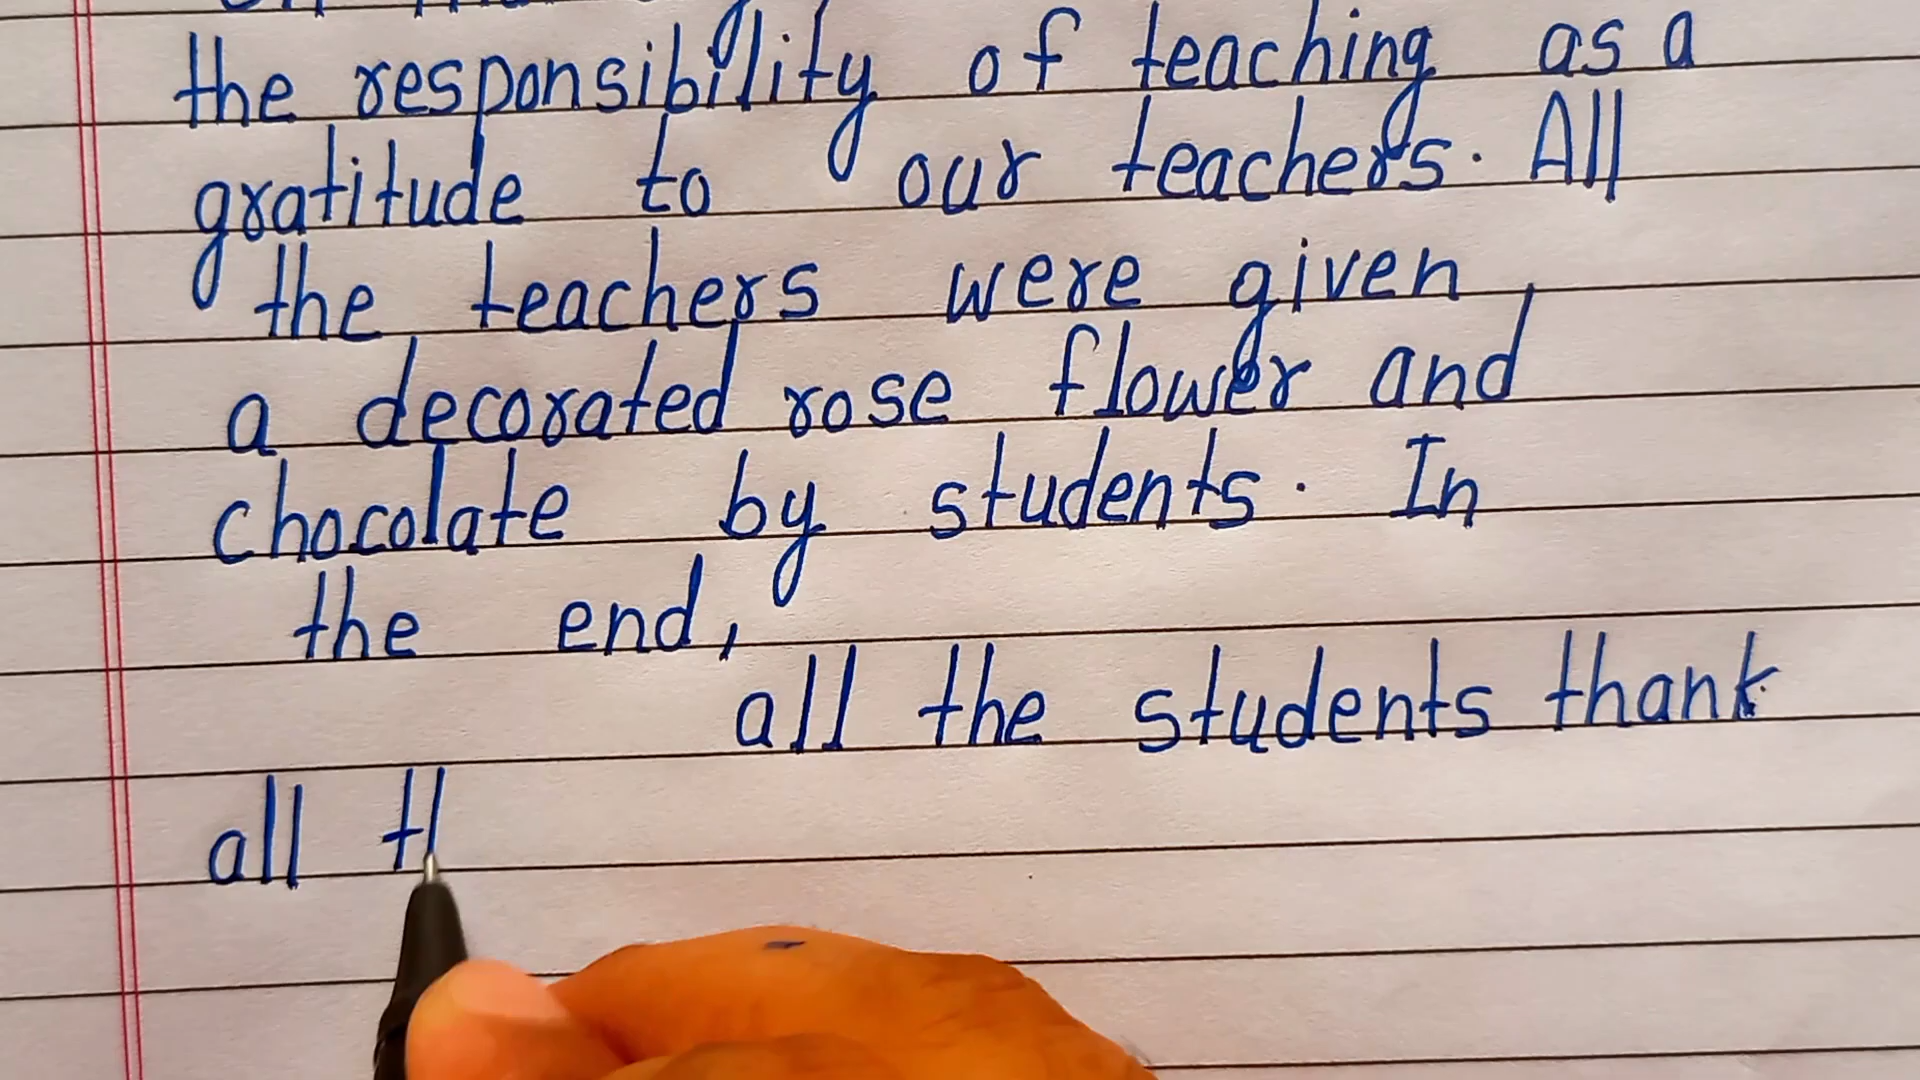 the responsibility of teaching as a
gratitude to our teachers. All
the teachers were given
a decorated rose flower and
chocolate by students. In
the end,
all the students thank
all